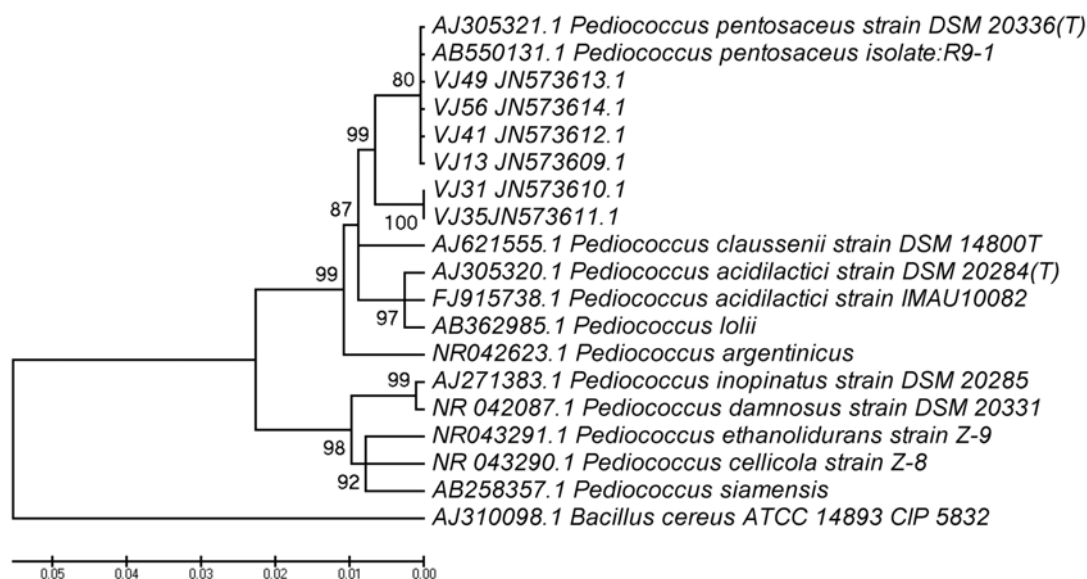 AJ305321.1 Pediococcus pentosaceus strain DSM 20336(T)
AB550131.1 Pediococcus pentosaceus isolate:R9-1
80
VJ49 JN573613.1
VJ56 JN573614.1
99
VJ41 JN573612.1
VJ13 JN573609.1
VJ31 JN573610.1
87
100
VJ35JN573611.1
AJ621555.1 Pediococcus claussenii strain DSM 14800T
99
AJ305320.1 Pediococcus acidilactici strain DSM 20284(T)
FJ915738.1 Pediococcus acidilactici strain IMAU10082
97
AB362985.1 Pediococcus lolii
NR042623.1 Pediococcus argentinicus
99
AJ271383.1 Pediococcus inopinatus strain DSM 20285
NR 042087.1 Pediococcus damnosus strain DSM 20331
98
NR043291.1 Pediococcus ethanolidurans strain Z-9
NR 043290.1 Pediococcus cellicola strain Z-8
92
AB258357.1 Pediococcus siamensis
AJ310098.1 Bacillus cereus ATCC 14893 CIP 5832
0.05 0.04 0.03 0.02 0.01 0.00